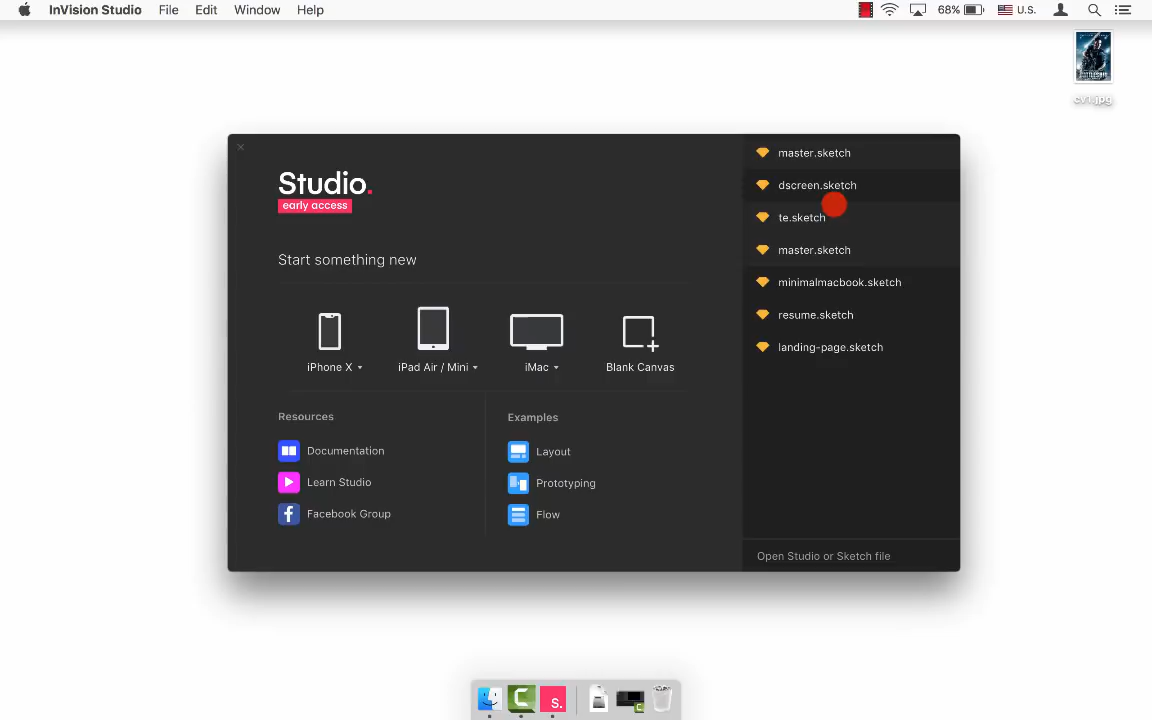 InVision Studio File Edit Window Help 68% U.S.
cv1.jpg
Studio.
early access
Start something new
iPhone X
iPad Air / Mini
iMac
Blank Canvas
Resources
Documentation
Learn Studio
Facebook Group
Examples
Layout
Prototyping
Flow
master.sketch
dscreen.sketch
te.sketch
master.sketch
minimalmacbook.sketch
resume.sketch
landing-page.sketch
Open Studio or Sketch file
S.